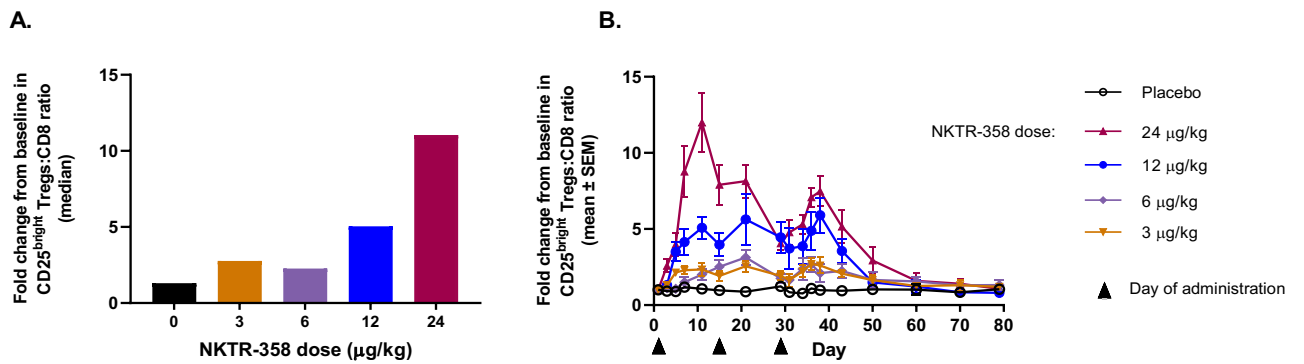 A.
Fold change from baseline in
CD25bright Tregs:CD8 ratio
(median)
15
10
5
0
0 3 6 12 24
NKTR-358 dose (µg/kg)
B.
Fold change from baseline in
CD25bright Tregs:CD8 ratio
(mean ± SEM)
15
10
5
0
0 10 20 30 40 50 60 70 80
Day
Placebo
NKTR-358 dose:
24 µg/kg
12 µg/kg
6 µg/kg
3 µg/kg
Day of administration